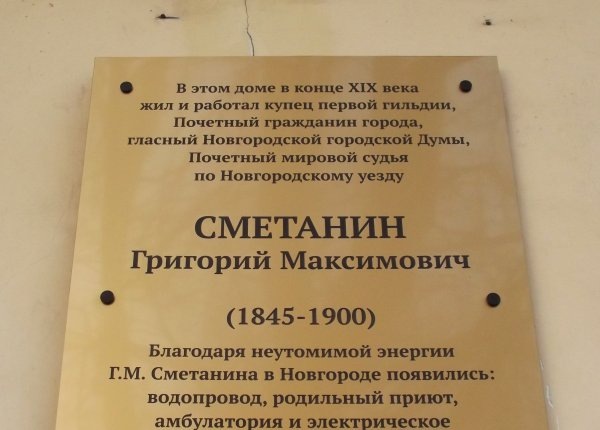 В этом доме в конце XIX века
жил и работал купец первой гильдии,
Почетный гражданин города,
гласный Новгородской городской Думы,
Почетный мировой судья
по Новгородскому уезду
СМЕТАНИН
Григорий Максимович
(1845-1900)
Благодаря неутомимой энергии
Г.М. Сметанина в Новгороде появились:
водопровод, родильный приют,
амбулатория и электрическое